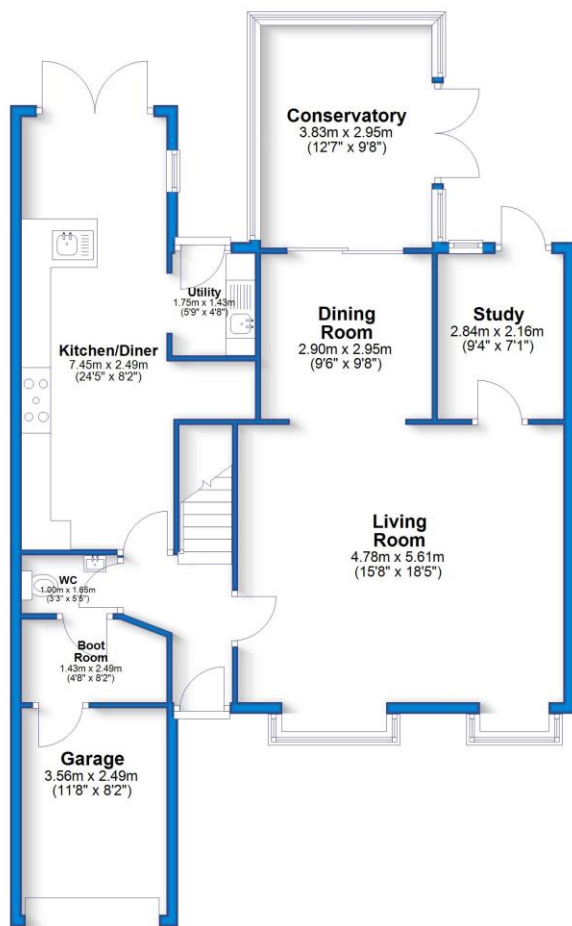 Conservatory
3.83m x 2.95m
(12'7" x 9'8")
Utility
1.75m x 1.43m
(5'9" x 4'8")
Dining
Room
2.90m x 2.95m
(9'6" x 9'8")
Study
2.84m x 2.16m
(9'4" x 7'1")
Kitchen/Diner
7.45m x 2.49m
(24'5" x 8'2")
Living
Room
4.78m x 5.61m
(15'8" x 18'5")
WC
1.00m x 1.65m
(3'3" x 5'5")
Boot
Room
1.43m x 2.49m
(4'8" x 8'2")
Garage
3.56m x 2.49m
(11'8" x 8'2")